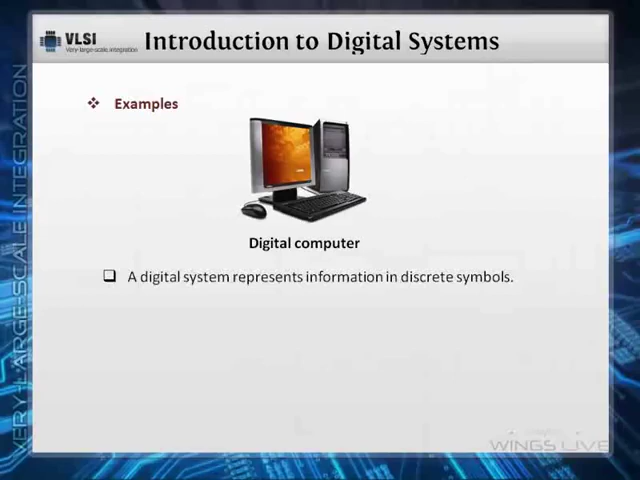 VLSI
Very-large-scale integration
Introduction to Digital Systems
Examples
Digital computer
A digital system represents information in discrete symbols.
VERY-LARGE-SCALE INTEGRATION
WINGS LIVE